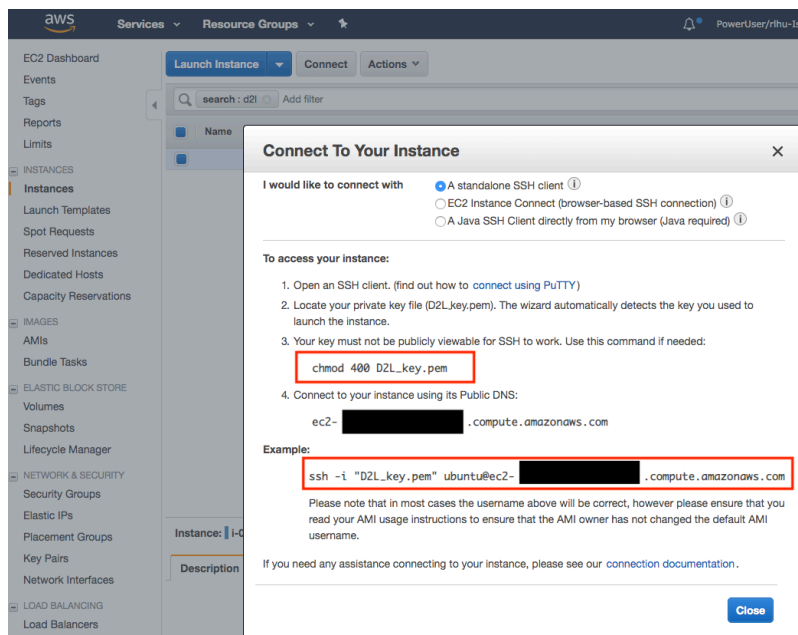 aws
Services
Resource Groups
PowerUser/rlhu-Is
EC2 Dashboard
Events
Tags
Reports
Limits
INSTANCES
Instances
Launch Templates
Spot Requests
Reserved Instances
Dedicated Hosts
Capacity Reservations
IMAGES
AMIs
Bundle Tasks
ELASTIC BLOCK STORE
Volumes
Snapshots
Lifecycle Manager
NETWORK & SECURITY
Security Groups
Elastic IPs
Placement Groups
Key Pairs
Network Interfaces
LOAD BALANCING
Load Balancers
Launch Instance
Connect
Actions
search : d2l Add filter
Name
Instance: i-0
Description
Connect To Your Instance
I would like to connect with
A standalone SSH client
EC2 Instance Connect (browser-based SSH connection)
A Java SSH Client directly from my browser (Java required)
To access your instance:
1. Open an SSH client. (find out how to connect using PuTTY)
2. Locate your private key file (D2L_key.pem). The wizard automatically detects the key you used to
launch the instance.
3. Your key must not be publicly viewable for SSH to work. Use this command if needed:
chmod 400 D2L_key.pem
4. Connect to your instance using its Public DNS:
ec2- .compute.amazonaws.com
Example:
ssh -i "D2L_key.pem" ubuntu@ec2- .compute.amazonaws.com
Please note that in most cases the username above will be correct, however please ensure that you
read your AMI usage instructions to ensure that the AMI owner has not changed the default AMI
username.
If you need any assistance connecting to your instance, please see our connection documentation.
Close